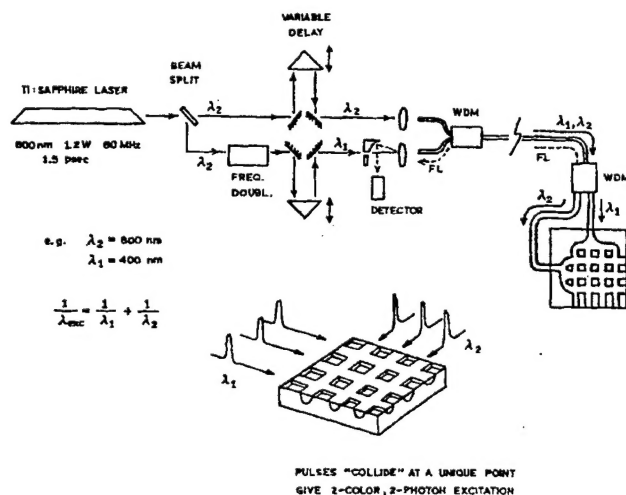 VARIABLE
DELAY
BEAM
SPLIT
TI:SAPPHIRE LASER
800nm 1.2W 80 MHz
1.5 psec
λ₂
λ₂
WDM
λ₁,λ₂
λ₂
FREQ.
DOUBL.
λ₁
FL
DETECTOR
FL
WDM
λ₂
λ₁
e.g. λ₂ = 800 nm
λ₁ = 400 nm
1/λexc = 1/λ₁ + 1/λ₂
λ₁
λ₂
PULSES "COLLIDE" AT A UNIQUE POINT
GIVE 2-COLOR, 2-PHOTON EXCITATION